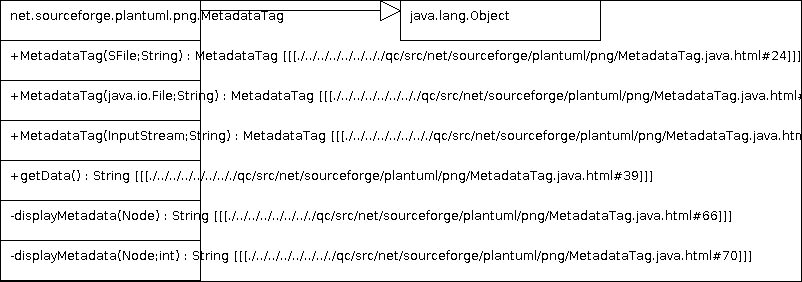 net.sourceforge.plantuml.png.MetadataTag
java.lang.Object
+MetadataTag(SFile;String) : MetadataTag [[[./../../../../../../../qc/src/net/sourceforge/plantuml/png/MetadataTag.java.html#24]]]
+MetadataTag(java.io.File;String) : MetadataTag [[[./../../../../../../../qc/src/net/sourceforge/plantuml/png/MetadataTag.java.html#
+MetadataTag(InputStream;String) : MetadataTag [[[./../../../../../../../qc/src/net/sourceforge/plantuml/png/MetadataTag.java.htm
+getData() : String [[[./../../../../../../../qc/src/net/sourceforge/plantuml/png/MetadataTag.java.html#39]]]
-displayMetadata(Node) : String [[[./../../../../../../../qc/src/net/sourceforge/plantuml/png/MetadataTag.java.html#66]]]
-displayMetadata(Node;int) : String [[[./../../../../../../../qc/src/net/sourceforge/plantuml/png/MetadataTag.java.html#70]]]